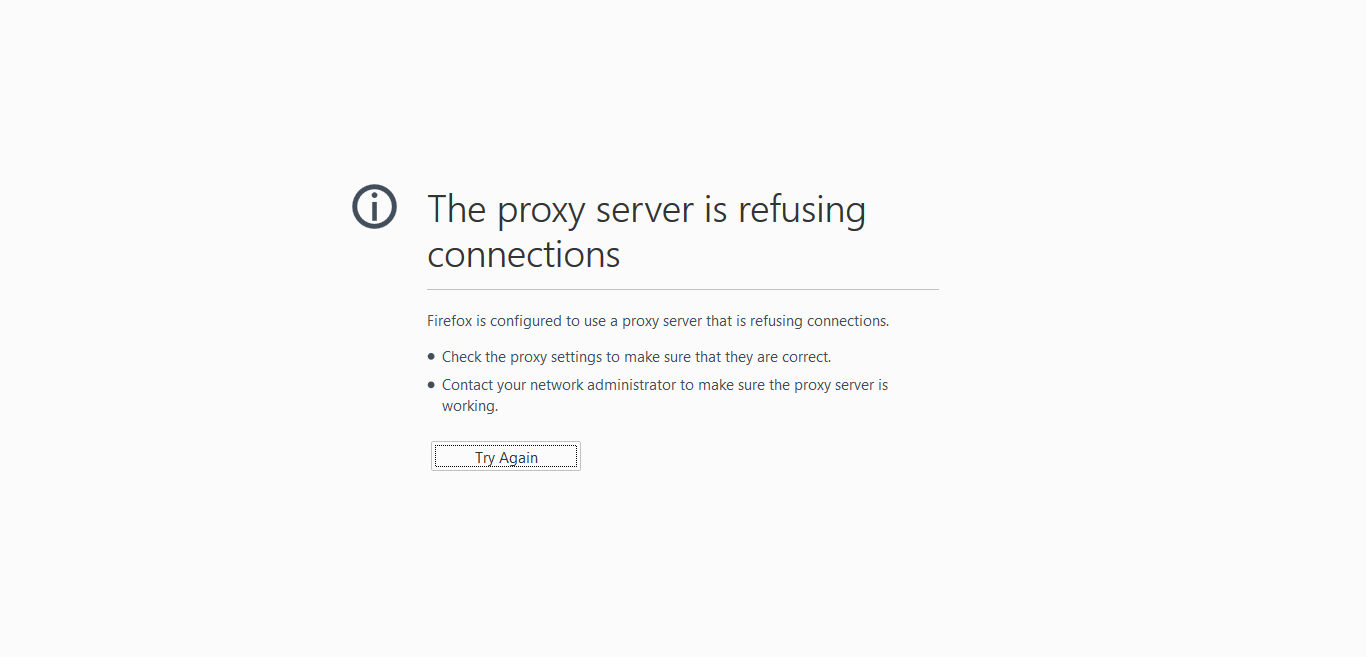 The proxy server is refusing
connections
Firefox is configured to use a proxy server that is refusing connections.
Check the proxy settings to make sure that they are correct.
Contact your network administrator to make sure the proxy server is
working.
Try Again